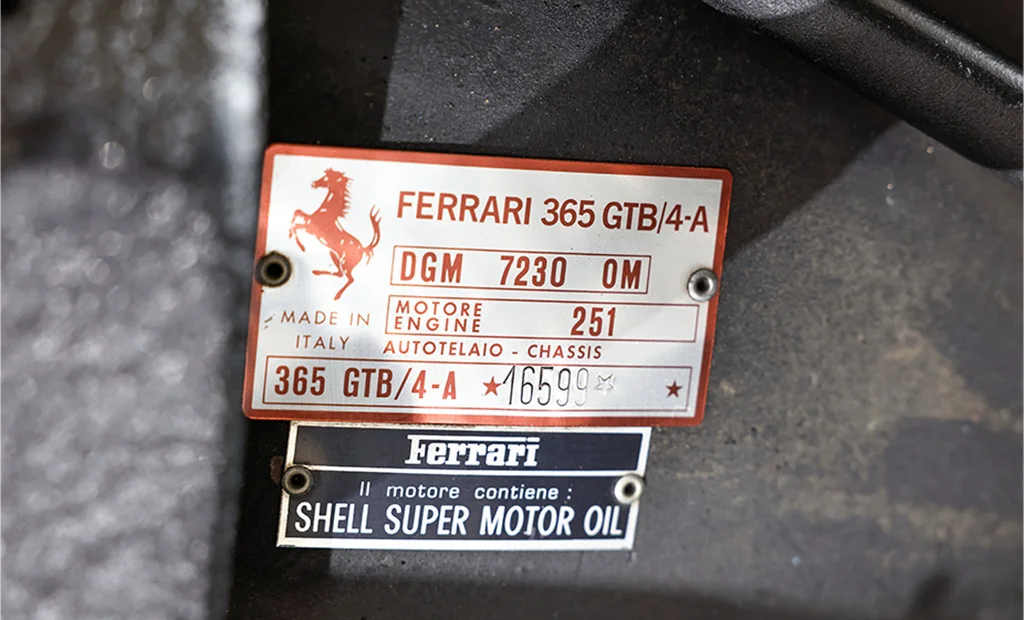 FERRARI 365 GTB/4-A
DGM 7230 OM
MOTORE
ENGINE 251
MADE IN
ITALY
AUTOTELAIO - CHASSIS
365 GTB/4-A ★16599☆ ★
Ferrari
Il motore contiene :
SHELL SUPER MOTOR OIL